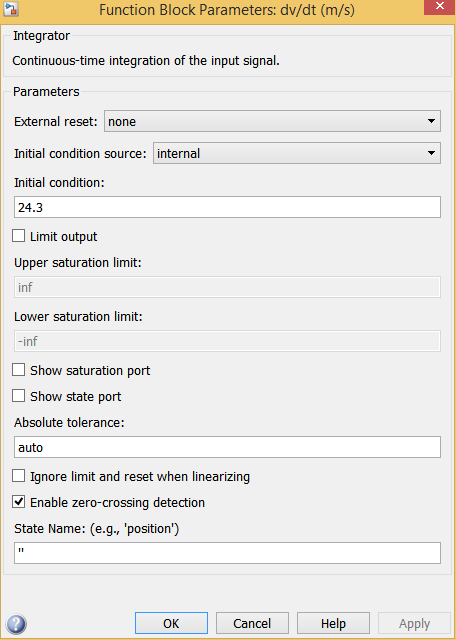 Function Block Parameters: dv/dt (m/s)
Integrator
Continuous-time integration of the input signal.
Parameters
External reset: none
Initial condition source: internal
Initial condition:
24.3
Limit output
Upper saturation limit:
inf
Lower saturation limit:
-inf
Show saturation port
Show state port
Absolute tolerance:
auto
Ignore limit and reset when linearizing
Enable zero-crossing detection
State Name: (e.g., 'position')
''
OK Cancel Help Apply